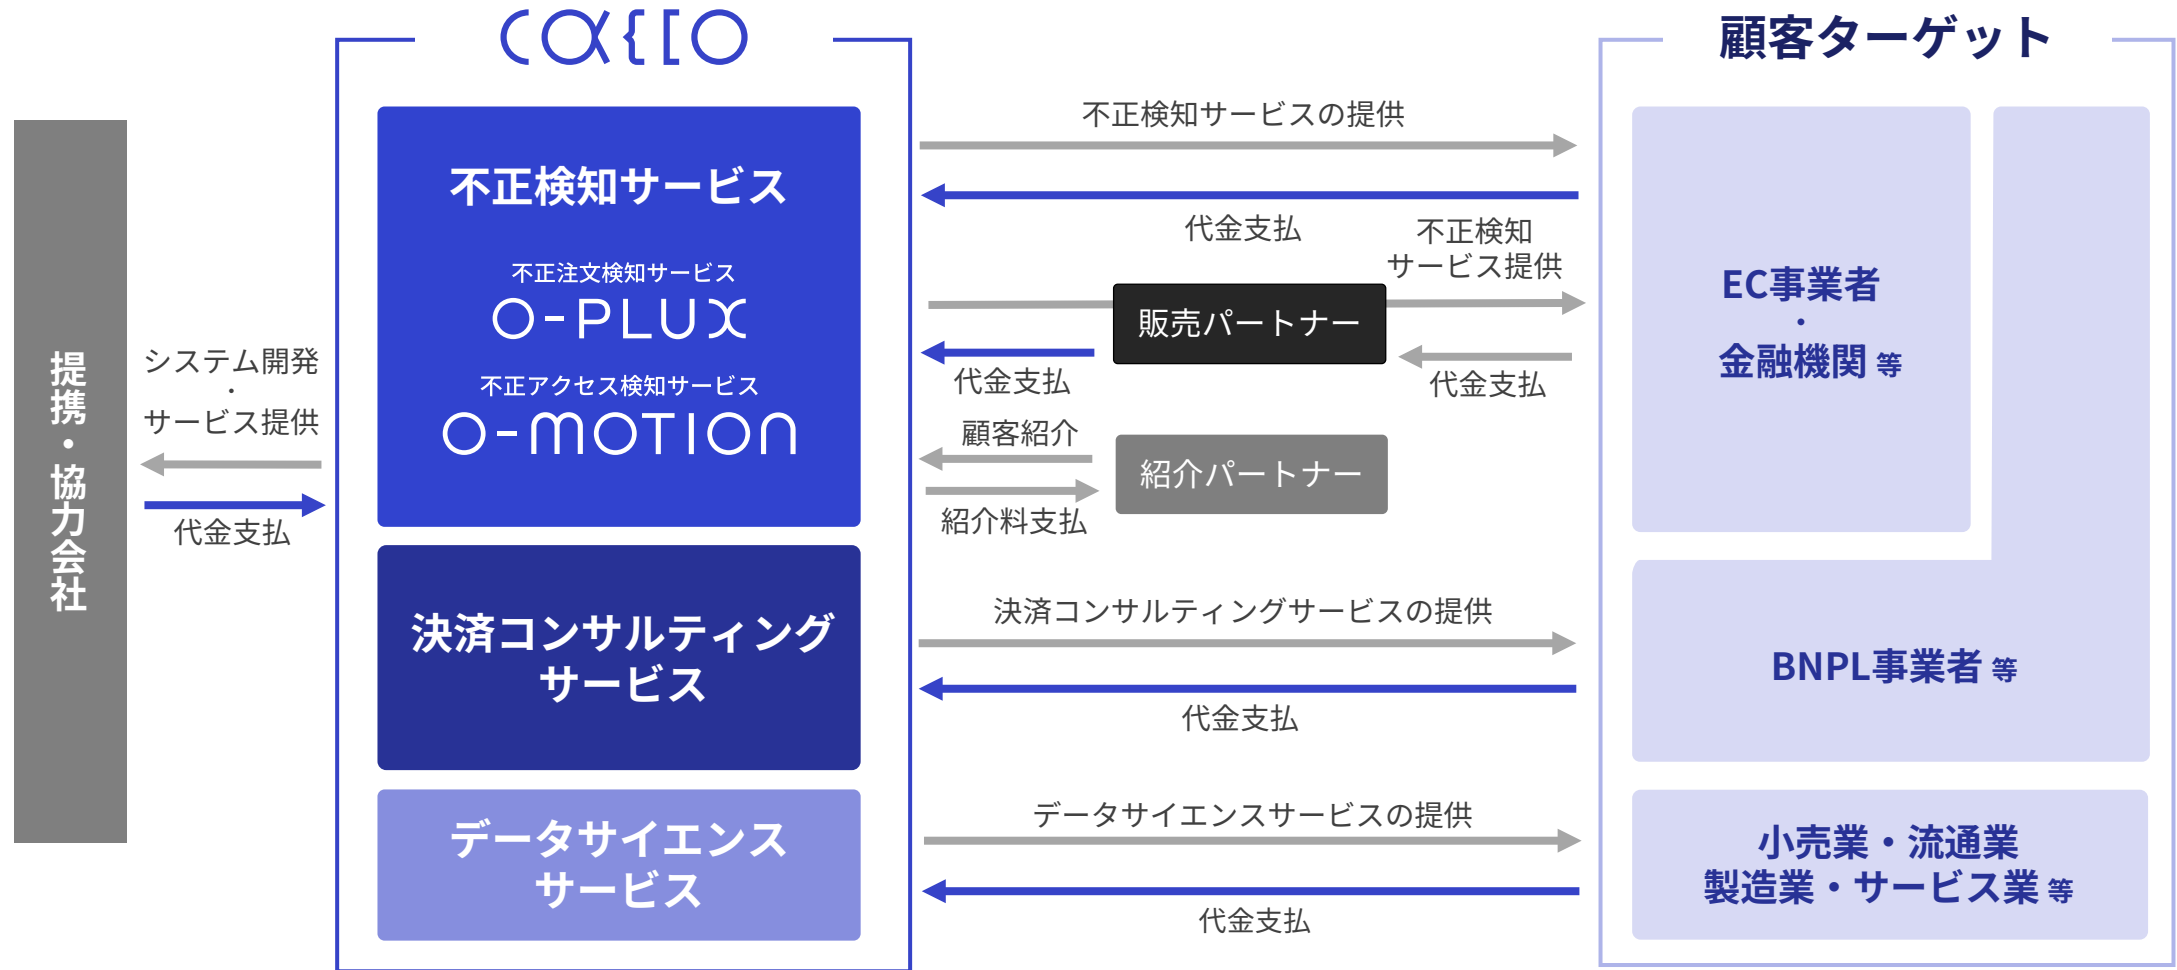 cacco
顧客ターゲット
提携・協力会社
システム開発
・
サービス提供
代金支払
不正検知サービス
不正注文検知サービス
O-PLUX
不正アクセス検知サービス
O-MOTION
決済コンサルティング
サービス
データサイエンス
サービス
不正検知サービスの提供
代金支払
不正検知
サービス提供
販売パートナー
代金支払
代金支払
顧客紹介
紹介パートナー
紹介料支払
決済コンサルティングサービスの提供
代金支払
データサイエンスサービスの提供
代金支払
EC事業者
・
金融機関 等
BNPL事業者 等
小売業・流通業
製造業・サービス業 等